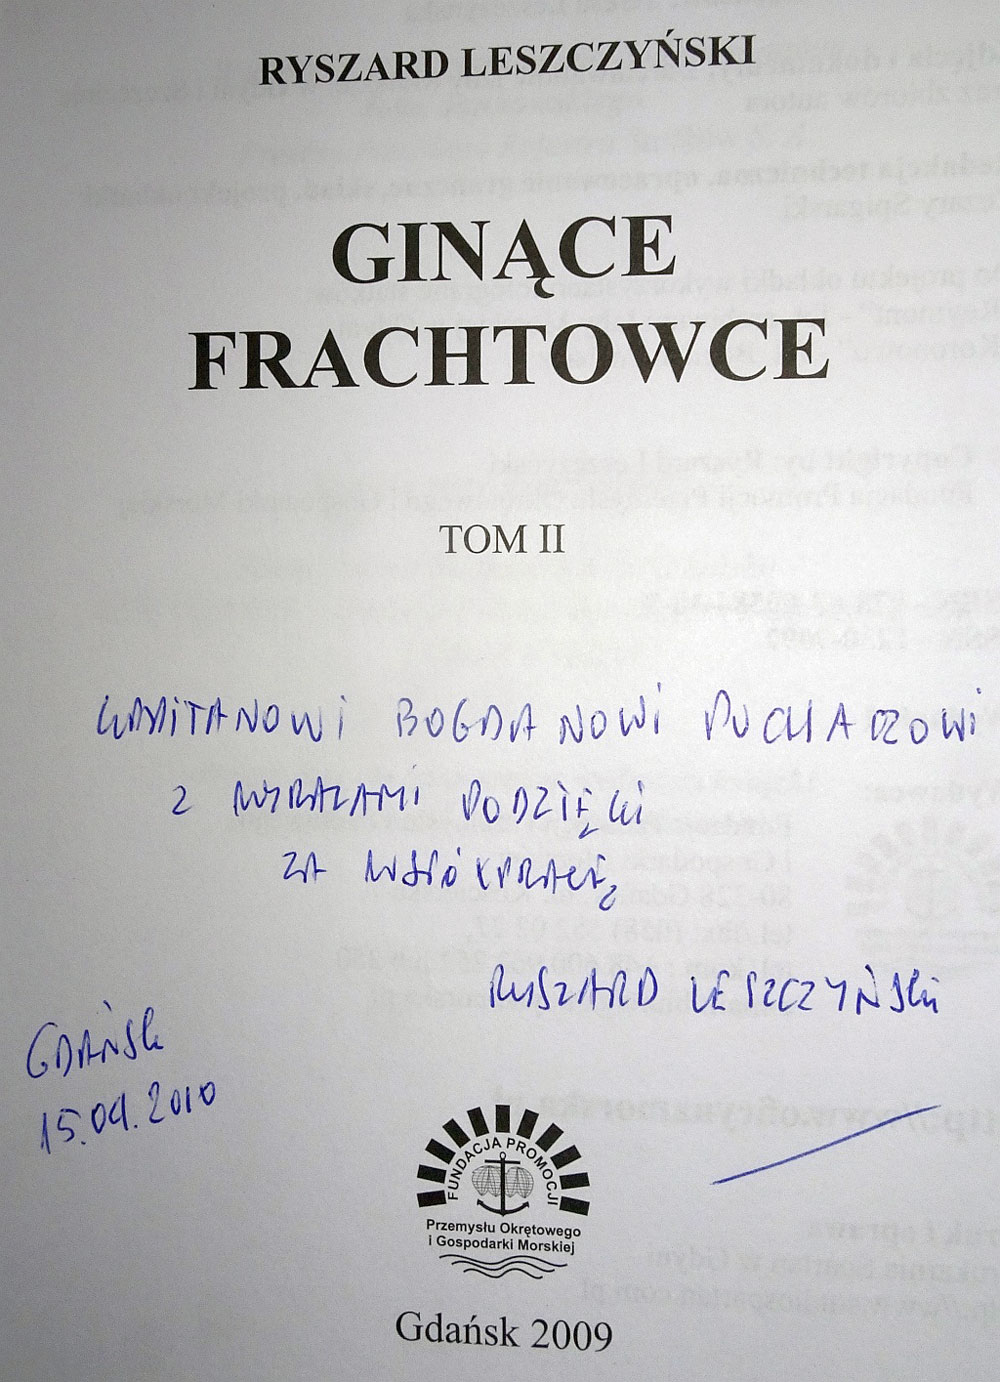 RYSZARD LESZCZYŃSKI
GINĄCE
FRACHTOWCE
TOM II
KAPITANOWI BOGDANOWI PUCHACZOWI
Z WYRAZAMI PODZIĘKI
ZA WSPÓŁPRACĘ
RYSZARD LESZCZYŃSKI
GDAŃSK
15.04.2010
FUNDACJA PROMOCJI
Przemysłu Okrętowego
i Gospodarki Morskiej
Gdańsk 2009